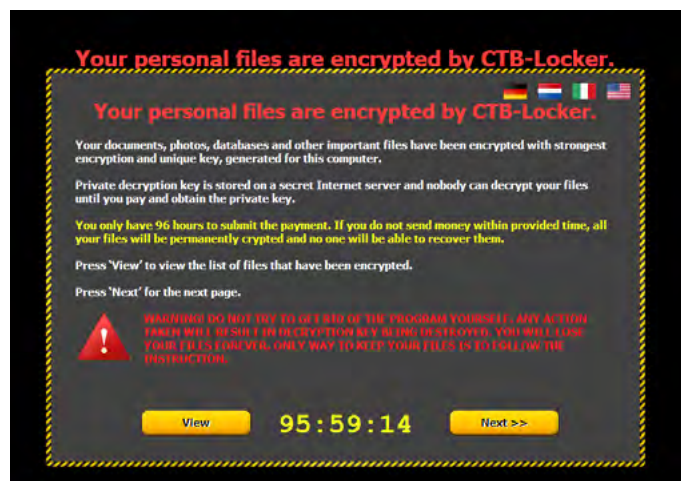 Your personal files are encrypted by CTB-Locker.
Your personal files are encrypted by CTB-Locker.
Your documents, photos, databases and other important files have been encrypted with strongest
encryption and unique key, generated for this computer.
Private decryption key is stored on a secret Internet server and nobody can decrypt your files
until you pay and obtain the private key.
You only have 96 hours to submit the payment. If you do not send money within provided time, all
your files will be permanently crypted and no one will be able to recover them.
Press 'View' to view the list of files that have been encrypted.
Press 'Next' for the next page.
WARNING! DO NOT TRY TO GET RID OF THE PROGRAM YOURSELF. ANY ACTION
TAKEN WILL RESULT IN DECRYPTION KEY BEING DESTROYED. YOU WILL LOSE
YOUR FILES FOREVER. ONLY WAY TO KEEP YOUR FILES IS TO FOLLOW THE
INSTRUCTION.
View
95:59:14
Next >>